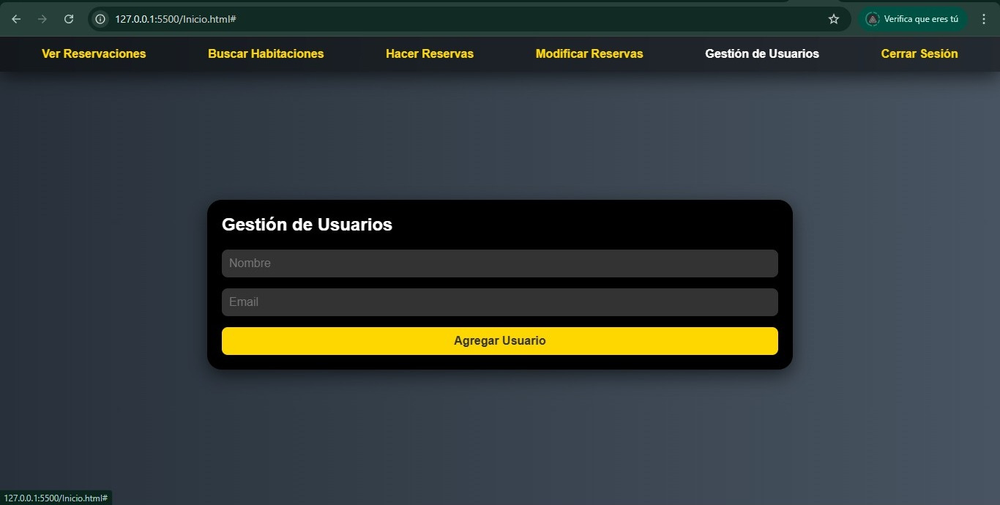 127.0.0.1:5500/Inicio.html#
Verifica que eres tú
Ver Reservaciones
Buscar Habitaciones
Hacer Reservas
Modificar Reservas
Gestión de Usuarios
Cerrar Sesión
Gestión de Usuarios
Nombre
Email
Agregar Usuario
127.0.0.1:5500/Inicio.html#